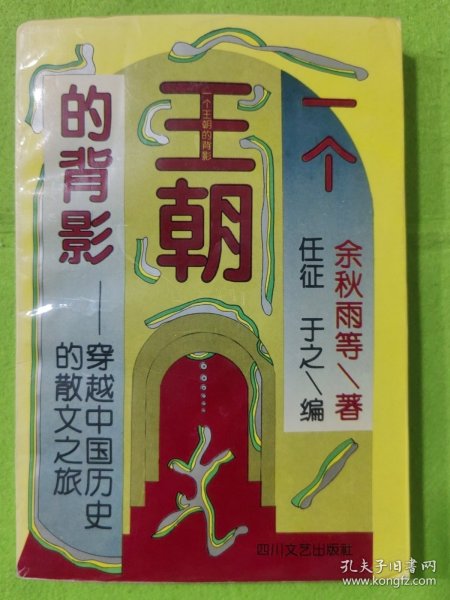 一个
王朝
一个王朝的背影
的背影
——穿越中国历史
的散文之旅
余秋雨等＼著
任征 于之＼编
四川文艺出版社
孔夫子旧书网
www.kongfz.com